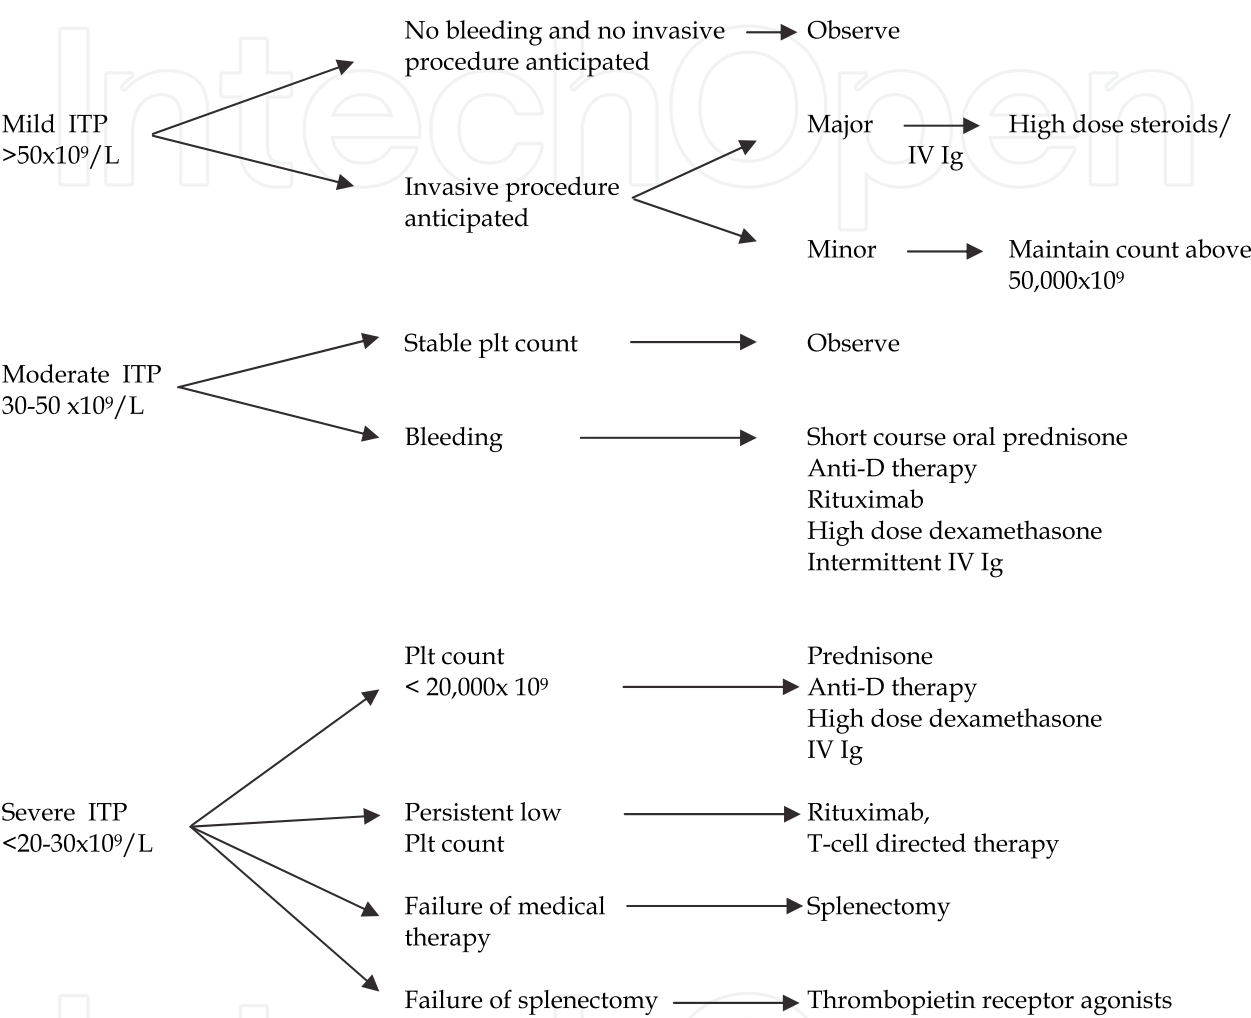 No bleeding and no invasive
procedure anticipated
Observe
Mild ITP
>50x10⁹/L
Major
High dose steroids/
IV Ig
Invasive procedure
anticipated
Minor
Maintain count above
50,000x10⁹
Stable plt count
Observe
Moderate ITP
30-50 x10⁹/L
Bleeding
Short course oral prednisone
Anti-D therapy
Rituximab
High dose dexamethasone
Intermittent IV Ig
Plt count
< 20,000x 10⁹
Prednisone
Anti-D therapy
High dose dexamethasone
IV Ig
Severe ITP
<20-30x10⁹/L
Persistent low
Plt count
Rituximab,
T-cell directed therapy
Failure of medical
therapy
Splenectomy
Failure of splenectomy
Thrombopietin receptor agonists
IntechOpen